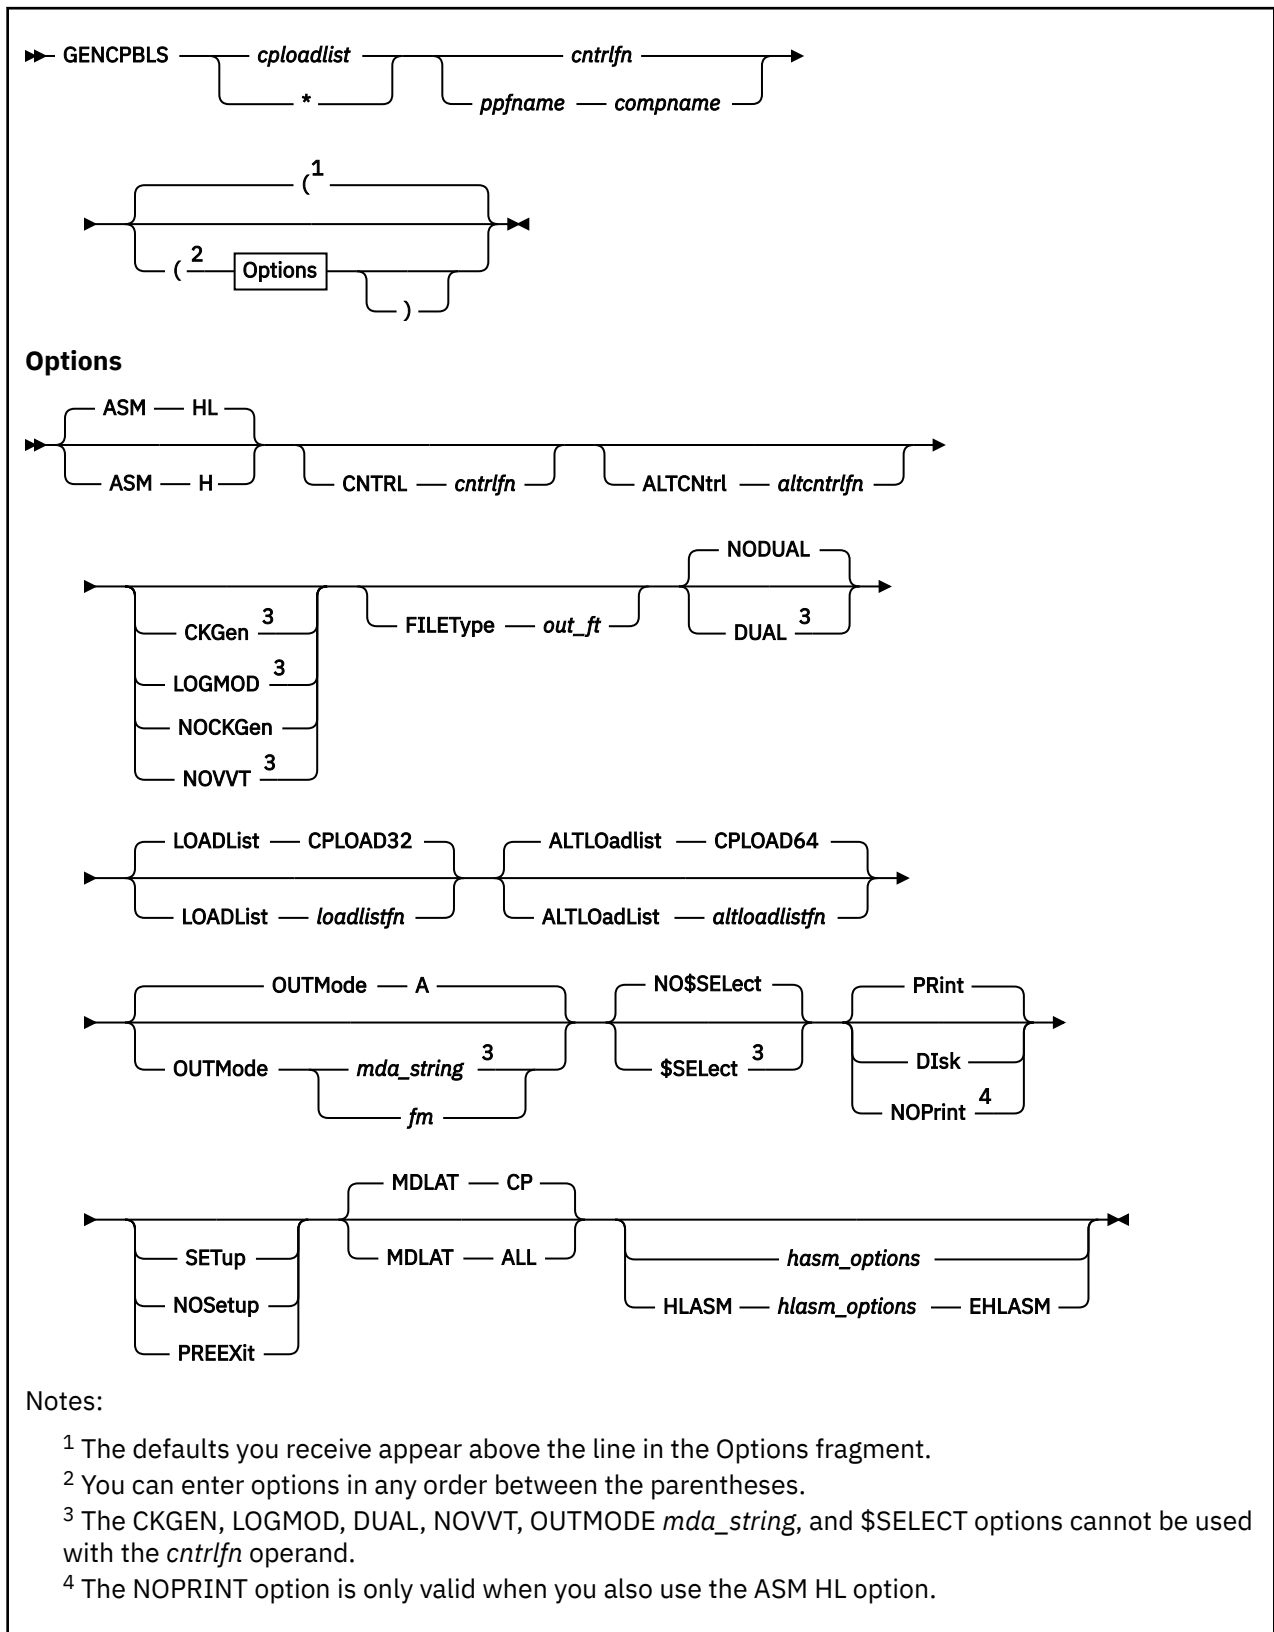 GENCPBLS cploadlist cntrlfn
* ppfname compname
( 1
( 2 Options
)
Options
ASM HL
ASM H CNTRL cntrlfn ALTCNtrl altcntrlfn
NODUAL
CKGen 3 FILEType out_ft DUAL 3
LOGMOD 3
NOCKGen
NOVVT 3
LOADList CPLOAD32 ALTLOadlist CPLOAD64
LOADList loadlistfn ALTLOadList altloadlistfn
OUTMode A NO$SELect PRint
OUTMode mda_string 3 $SELect 3 DIsk
fm NOPrint 4
MDLAT CP
SETup MDLAT ALL hasm_options
NOSetup HLASM hlasm_options EHLASM
PREEXit
Notes:
1 The defaults you receive appear above the line in the Options fragment.
2 You can enter options in any order between the parentheses.
3 The CKGEN, LOGMOD, DUAL, NOVVT, OUTMODE mda_string, and $SELECT options cannot be used
with the cntrlfn operand.
4 The NOPRINT option is only valid when you also use the ASM HL option.